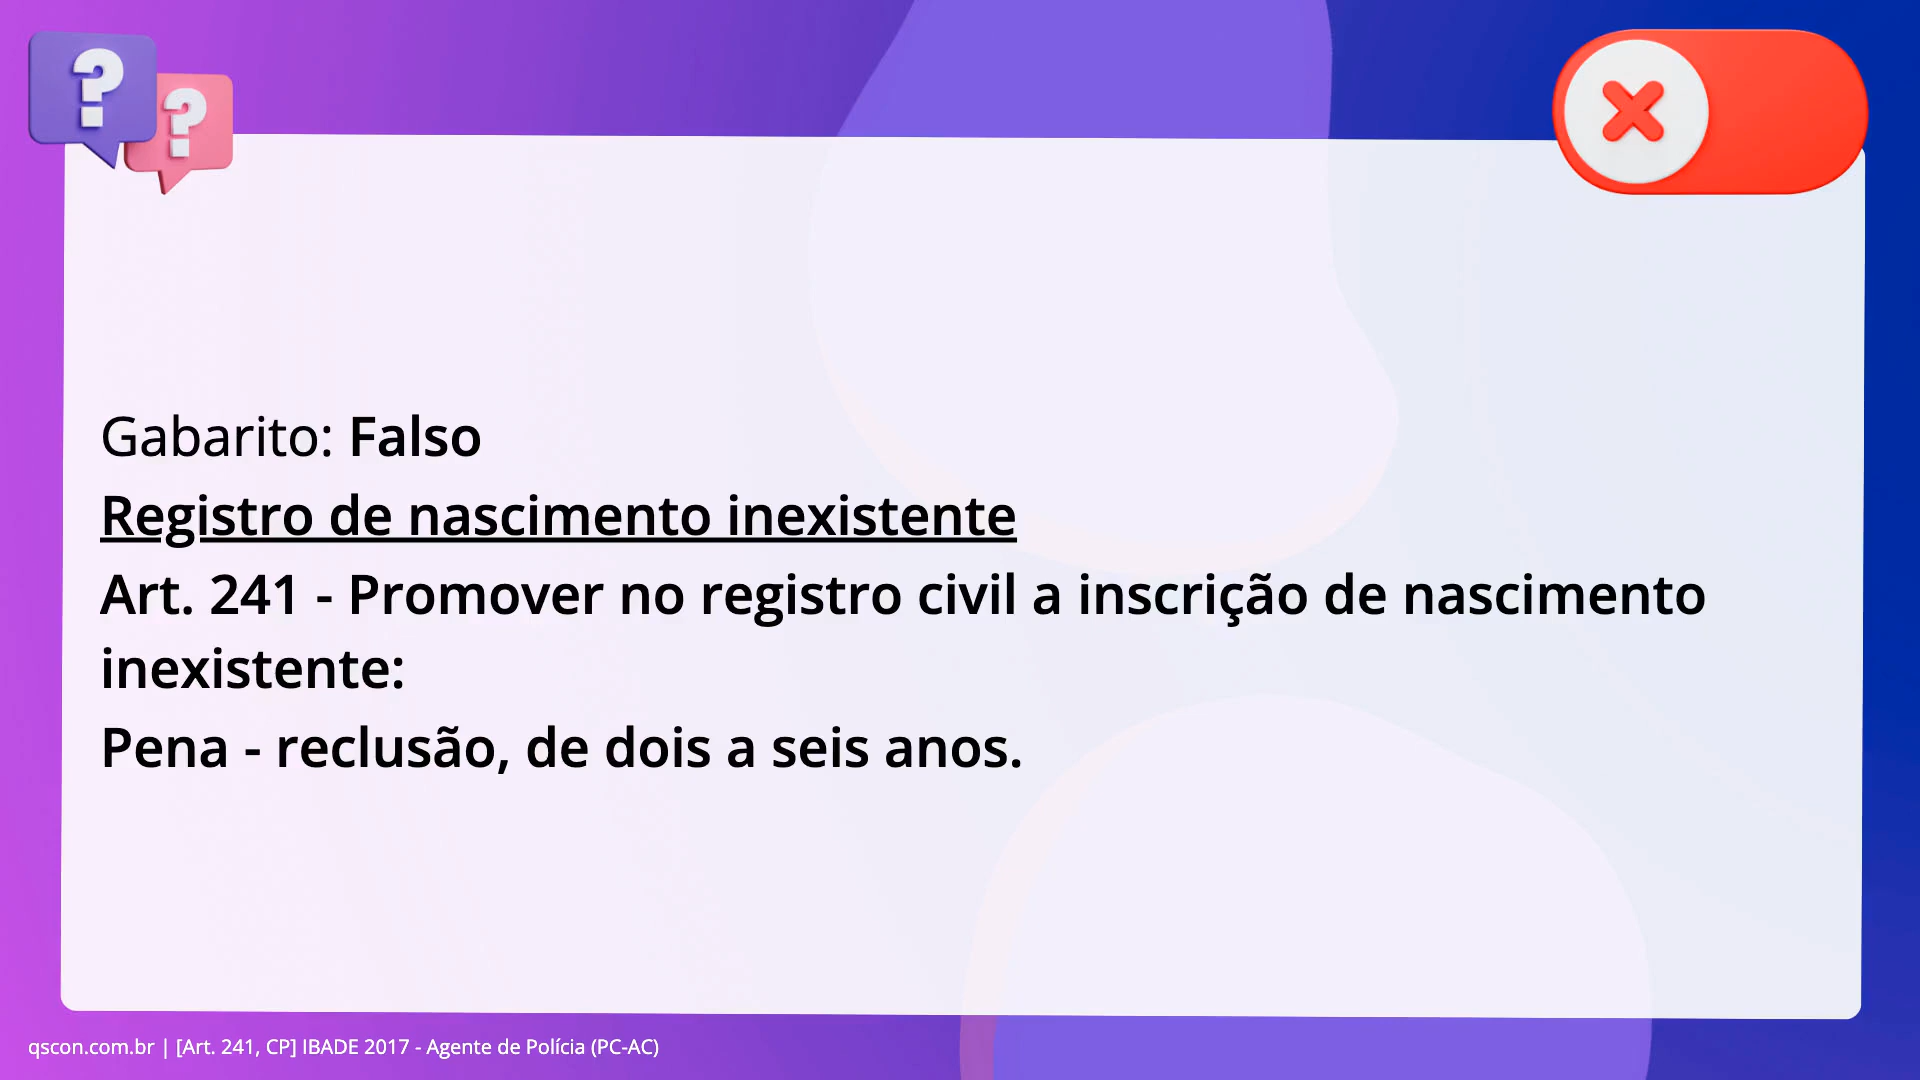 ? ?
Gabarito: Falso
Registro de nascimento inexistente
Art. 241 - Promover no registro civil a inscrição de nascimento
inexistente:
Pena - reclusão, de dois a seis anos.
qscon.com.br | [Art. 241, CP] IBADE 2017 - Agente de Polícia (PC-AC)